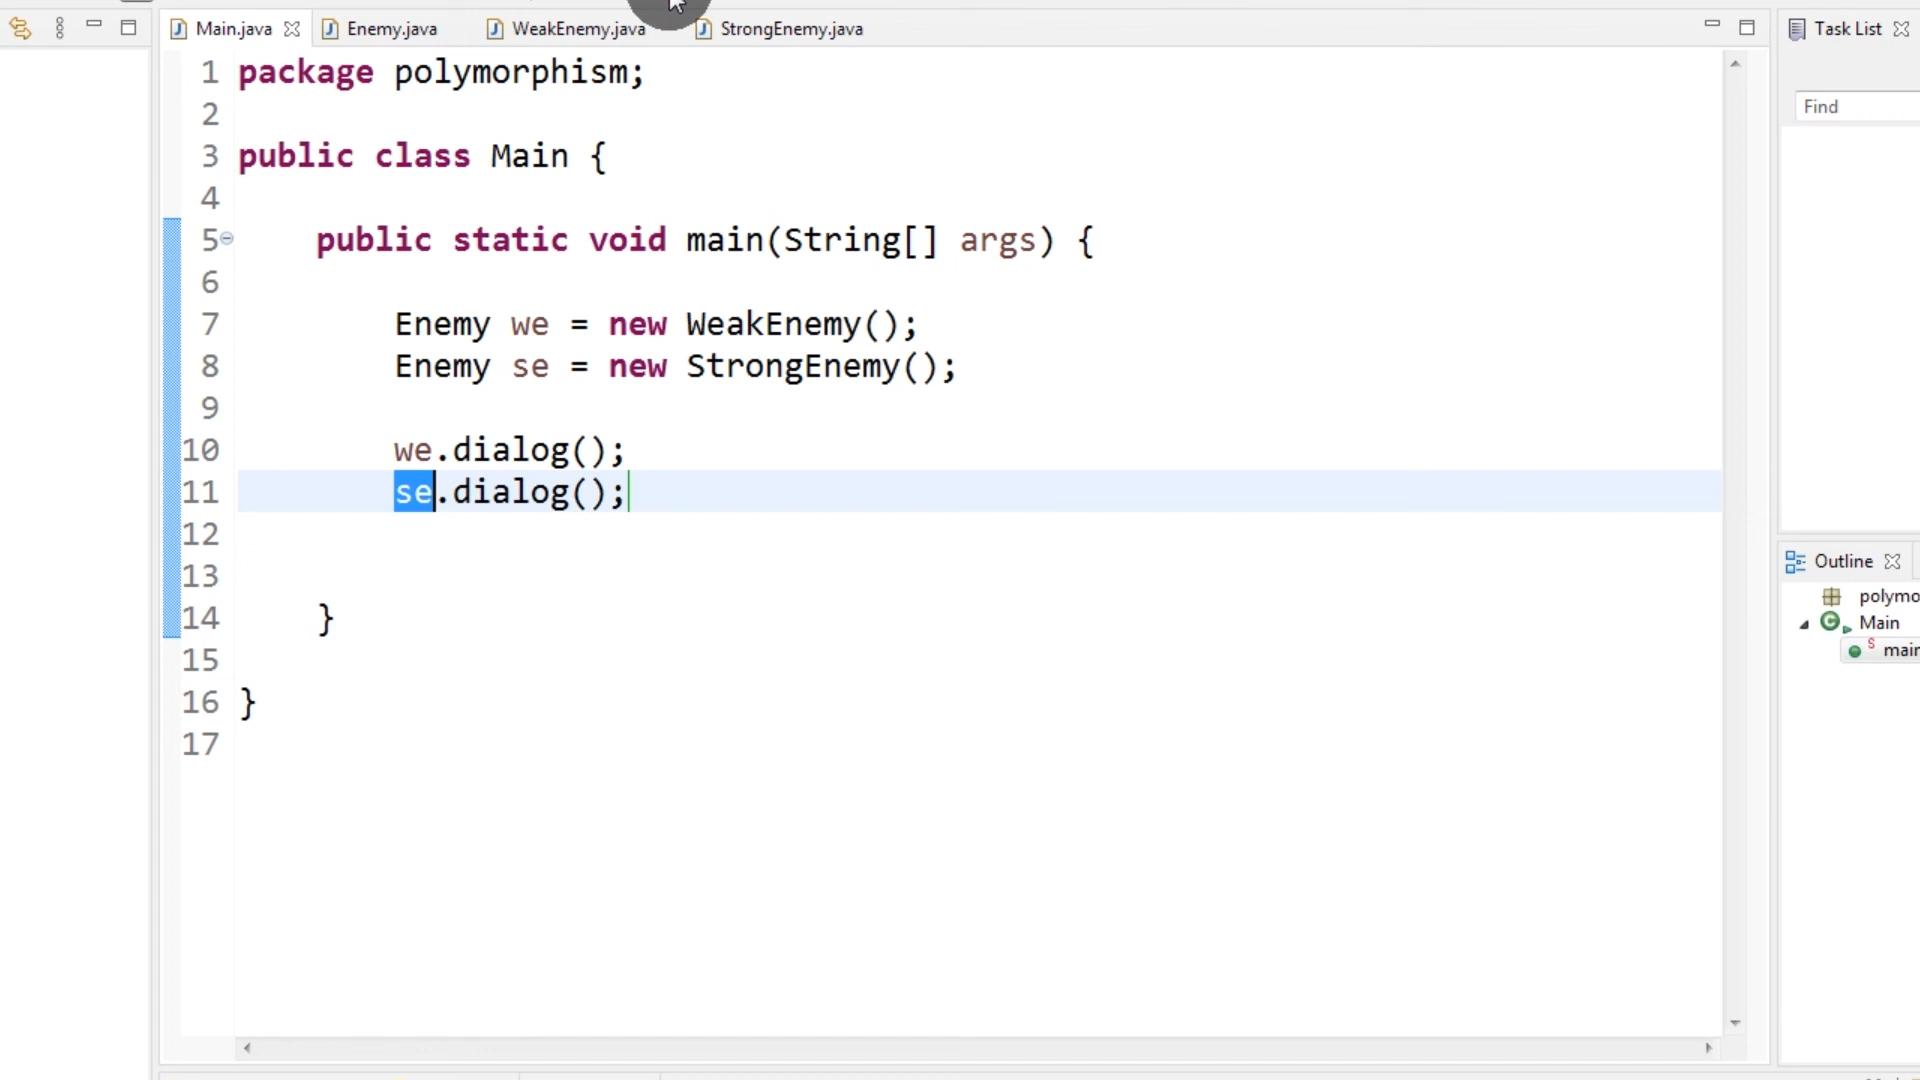 Main.java
Enemy.java
WeakEnemy.java
StrongEnemy.java
Task List
Find
1 package polymorphism;
2
3 public class Main {
4
5 public static void main(String[] args) {
6
7 Enemy we = new WeakEnemy();
8 Enemy se = new StrongEnemy();
9
10 we.dialog();
11 se.dialog();
12
13
14 }
15
16 }
17
Outline
polymo
Main
main